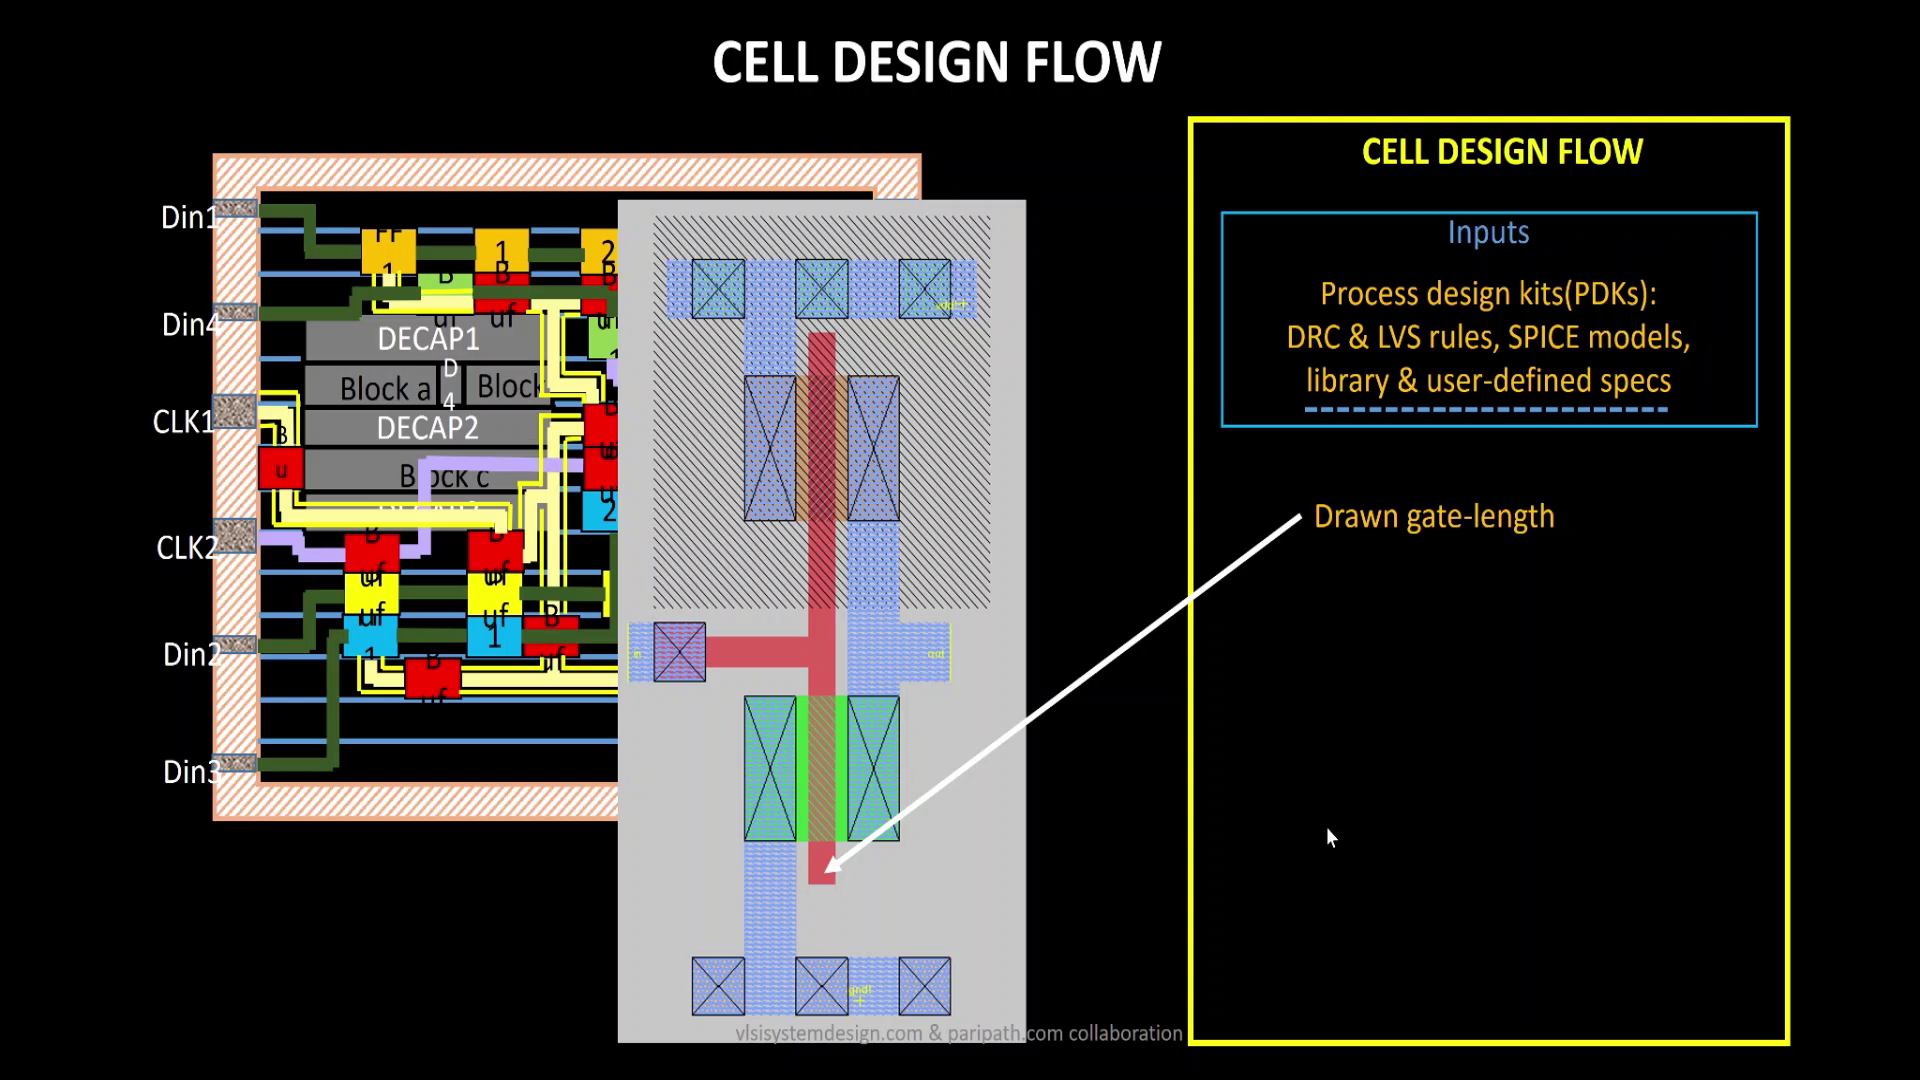 CELL DESIGN FLOW
CELL DESIGN FLOW
Inputs
Process design kits(PDKs):
DRC & LVS rules, SPICE models,
library & user-defined specs
Drawn gate-length
Din1
Din4
CLK1
CLK2
Din2
Din3
FF
1
1
2
B
B
B
uf
uf
DECAP1
Block a
D
4
Block
DECAP2
B
u
Block c
2
B
B
uf
uf
uf
uf
1
1
B
uf
B
uf
vdd!
in
out
gnd!
vlsisystemdesign.com & paripath.com collaboration